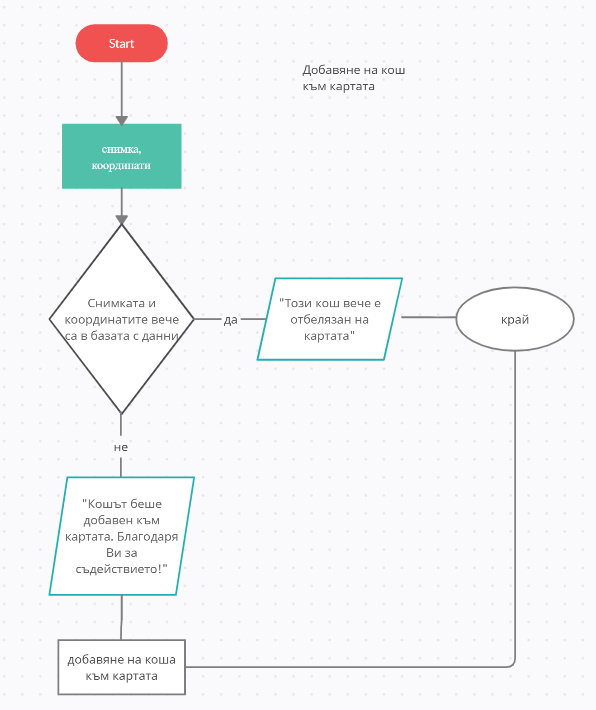 Start
Добавяне на кош
към картата
снимка,
координати
Снимката и
координатите вече
са в базата с данни
да
"Този кош вече е
отбелязан на
картата"
край
не
"Кошът беше
добавен към
картата. Благодаря
Ви за
съдействието!"
добавяне на коша
към картата